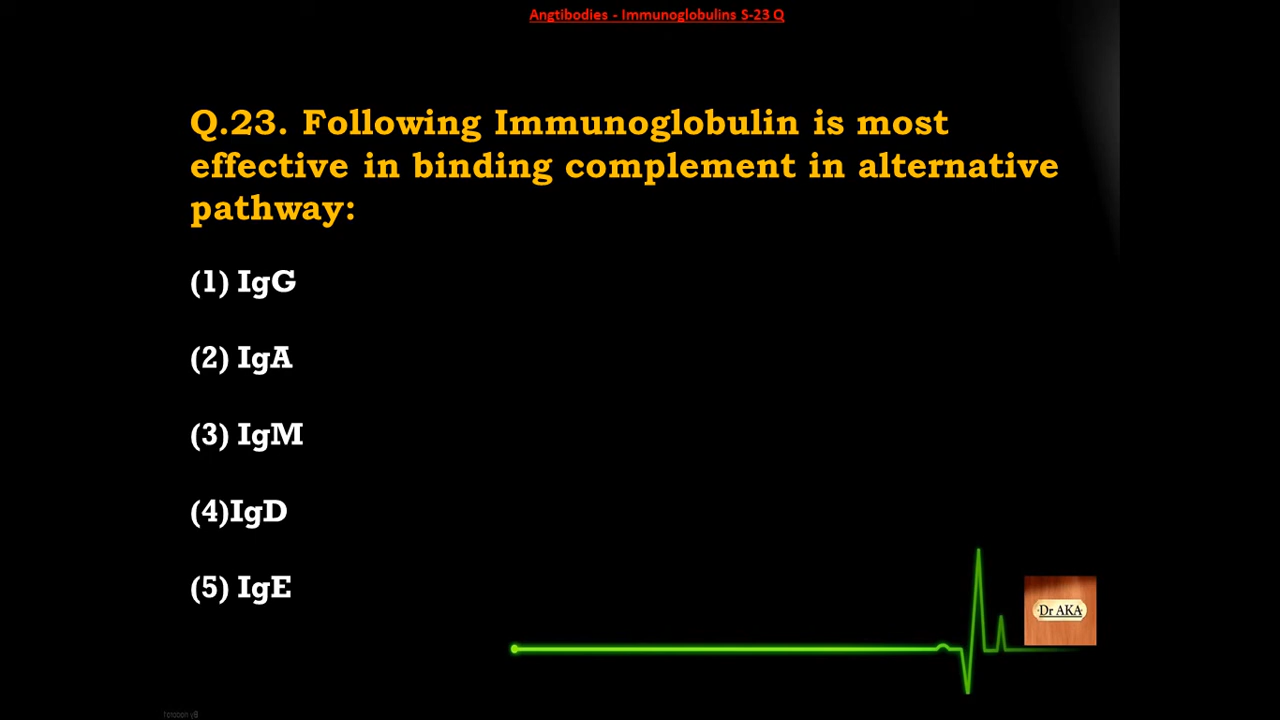 Angtibodies - Immunoglobulins S-23 Q
Q.23. Following Immunoglobulin is most
effective in binding complement in alternative
pathway:
(1) IgG
(2) IgA
(3) IgM
(4)IgD
(5) IgE
Dr AKA